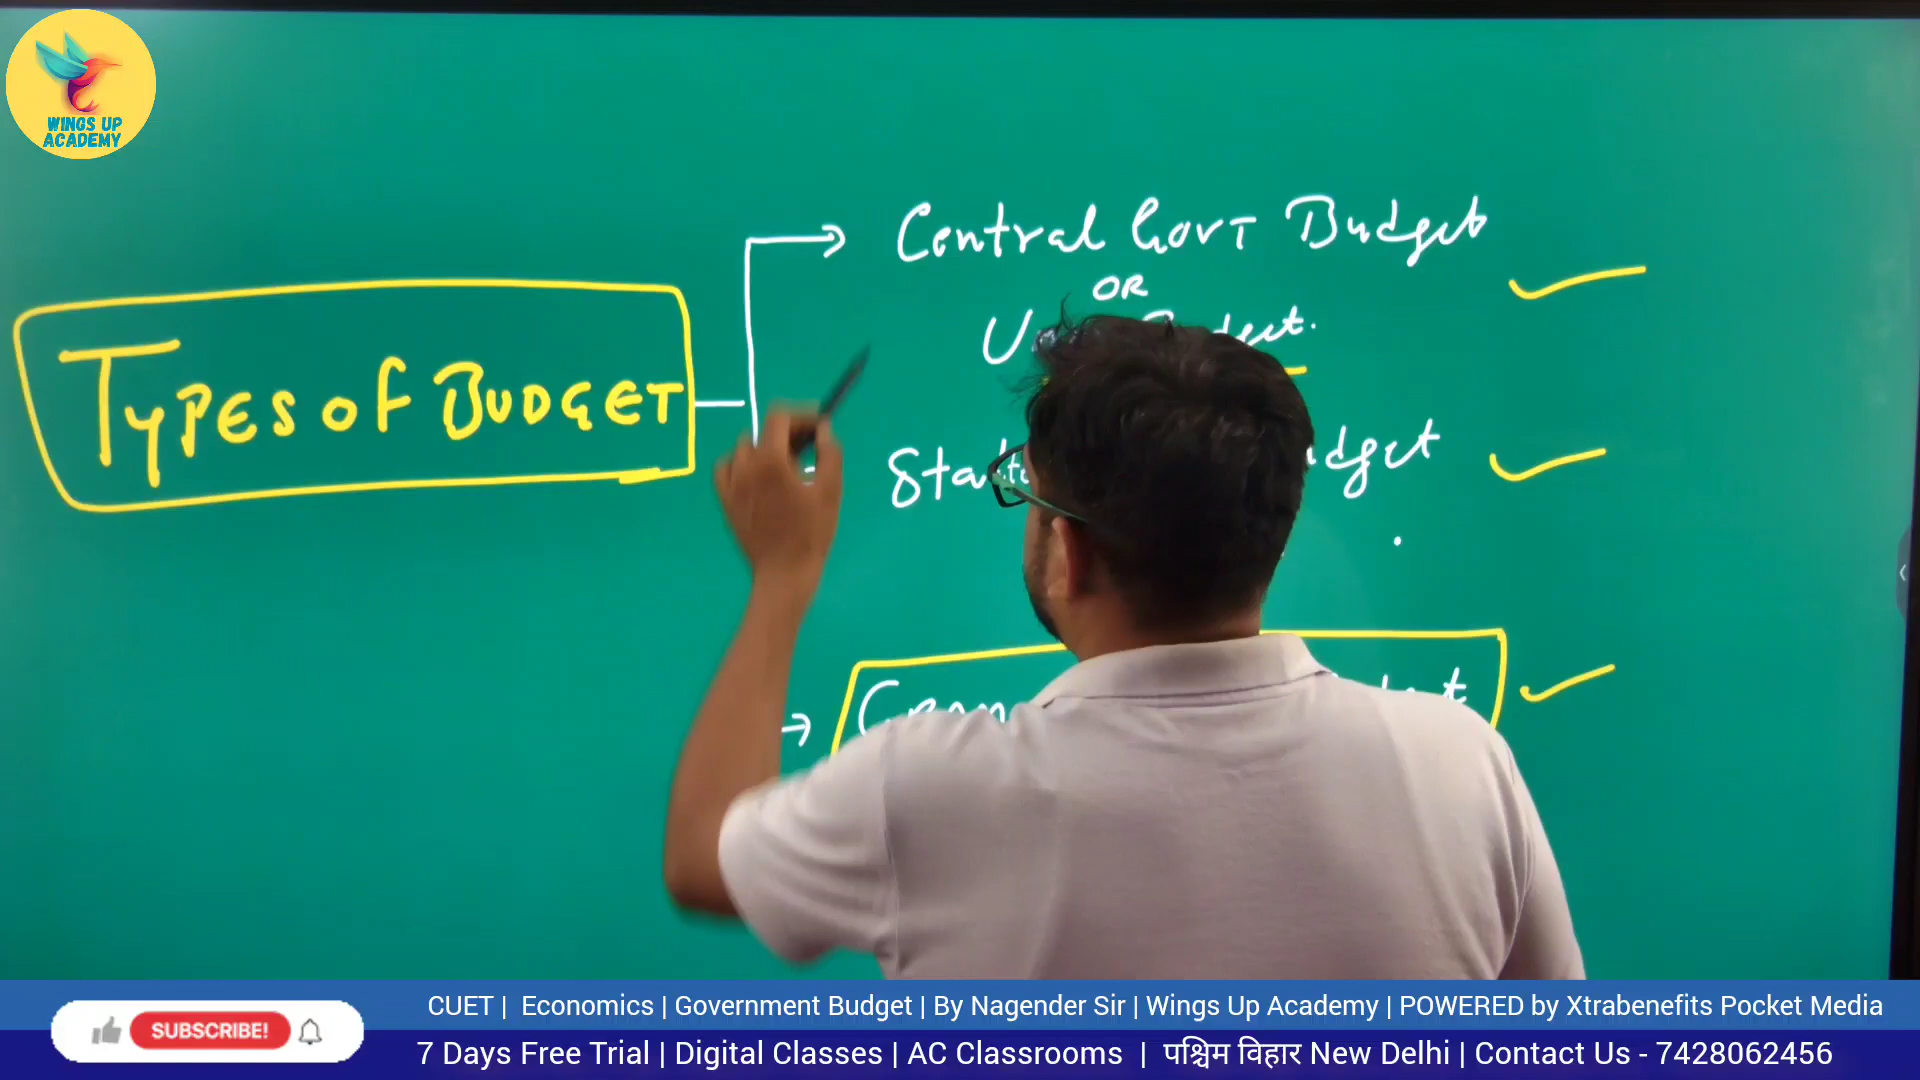 WINGS UP
ACADEMY
Central Govt Budget
OR
TYPES OF BUDGET
SUBSCRIBE!
CUET | Economics | Government Budget | By Nagender Sir | Wings Up Academy | POWERED by Xtrabenefits Pocket Media
7 Days Free Trial | Digital Classes | AC Classrooms | पश्चिम विहार New Delhi | Contact Us - 7428062456